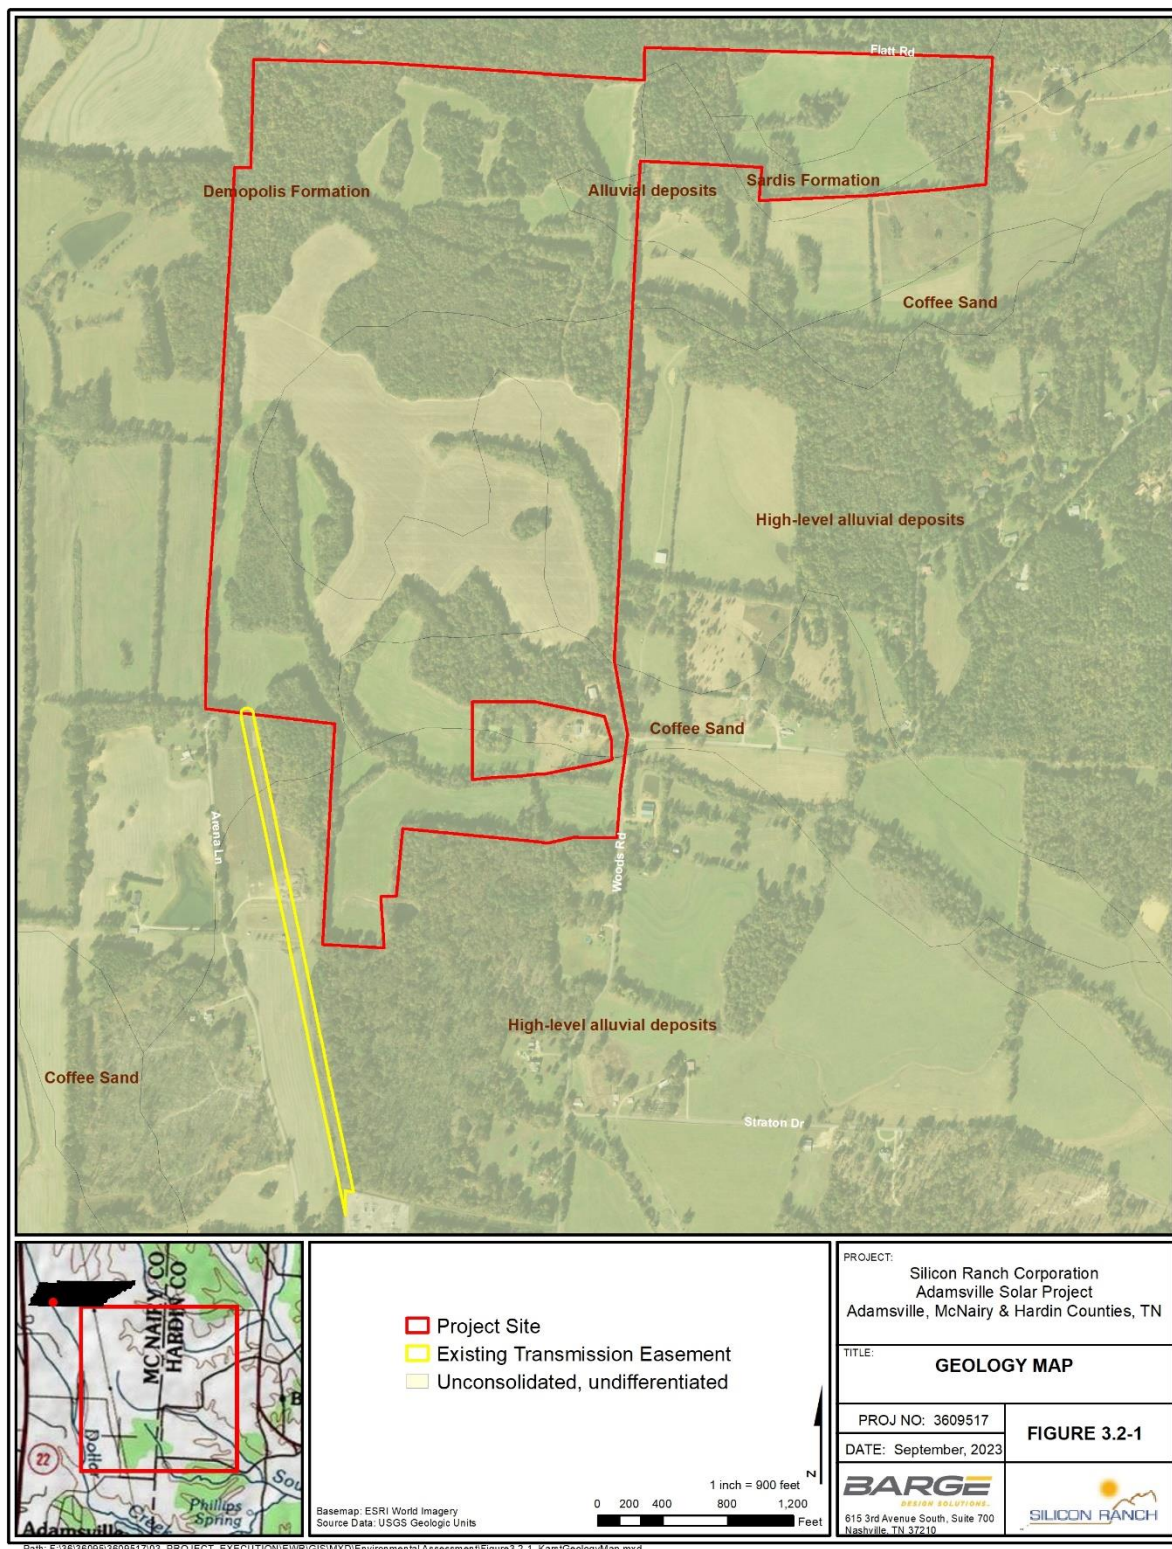 Flatt Rd
Demopolis Formation
Alluvial deposits
Sardis Formation
Coffee Sand
High-level alluvial deposits
Coffee Sand
Arena Ln
Woods Rd
High-level alluvial deposits
Coffee Sand
Straton Dr
MC NAIRY CO
HARDIN CO
22
Phillips
Spring
Creek
Adamsville
Project Site
Existing Transmission Easement
Unconsolidated, undifferentiated
1 inch = 900 feet
N
0 200 400 800 1,200
Feet
Basemap: ESRI World Imagery
Source Data: USGS Geologic Units
PROJECT:
Silicon Ranch Corporation
Adamsville Solar Project
Adamsville, McNairy & Hardin Counties, TN
TITLE:
GEOLOGY MAP
PROJ NO: 3609517
DATE: September, 2023
FIGURE 3.2-1
BARGE
DESIGN SOLUTIONS.
615 3rd Avenue South, Suite 700
Nashville, TN 37210
SILICON RANCH